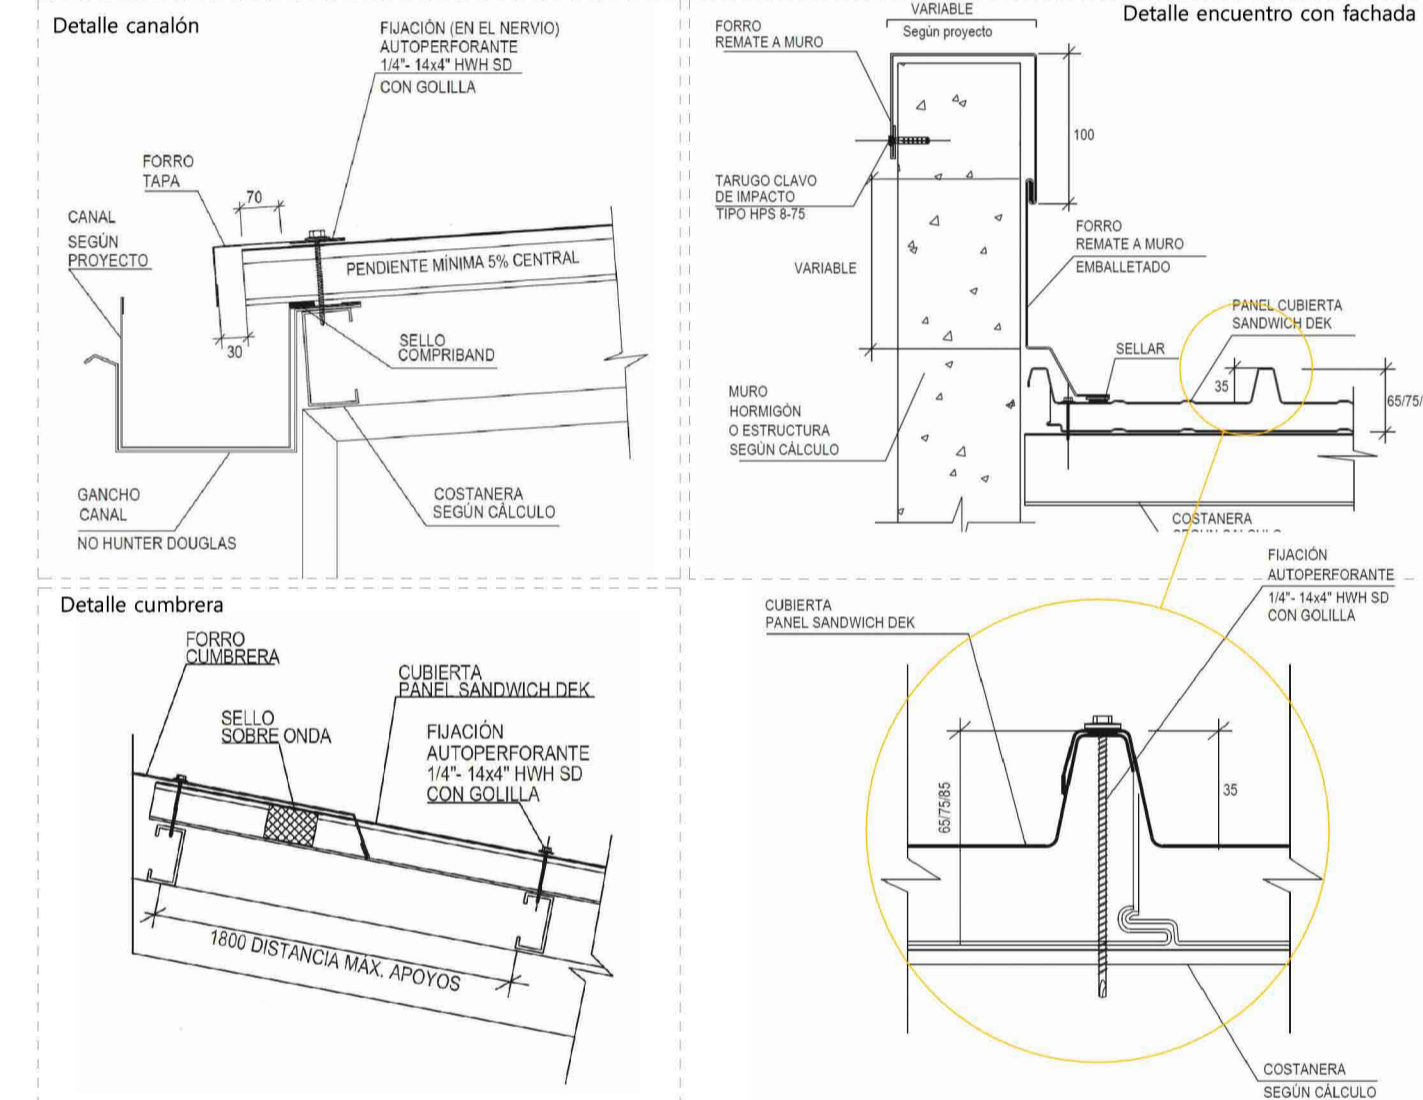 Detalle canalón
FIJACIÓN (EN EL NERVIO)
AUTOPERFORANTE
1/4"- 14x4" HWH SD
CON GOLILLA
FORRO
TAPA
70
CANAL
SEGÚN
PROYECTO
PENDIENTE MÍNIMA 5% CENTRAL
30
SELLO
COMPRIBAND
GANCHO
CANAL
NO HUNTER DOUGLAS
COSTANERA
SEGÚN CÁLCULO
Detalle encuentro con fachada
VARIABLE
Según proyecto
FORRO
REMATE A MURO
100
TARUGO CLAVO
DE IMPACTO
TIPO HPS 8-75
VARIABLE
FORRO
REMATE A MURO
EMBALLETADO
PANEL CUBIERTA
SANDWICH DEK
SELLAR
35
65/75/
MURO
HORMIGÓN
O ESTRUCTURA
SEGÚN CÁLCULO
COSTANERA
Detalle cumbrera
FORRO
CUMBRERA
CUBIERTA
PANEL SANDWICH DEK
SELLO
SOBRE ONDA
FIJACIÓN
AUTOPERFORANTE
1/4"- 14x4" HWH SD
CON GOLILLA
1800 DISTANCIA MÁX. APOYOS
CUBIERTA
PANEL SANDWICH DEK
FIJACIÓN
AUTOPERFORANTE
1/4"- 14x4" HWH SD
CON GOLILLA
65/75/85
35
COSTANERA
SEGÚN CÁLCULO